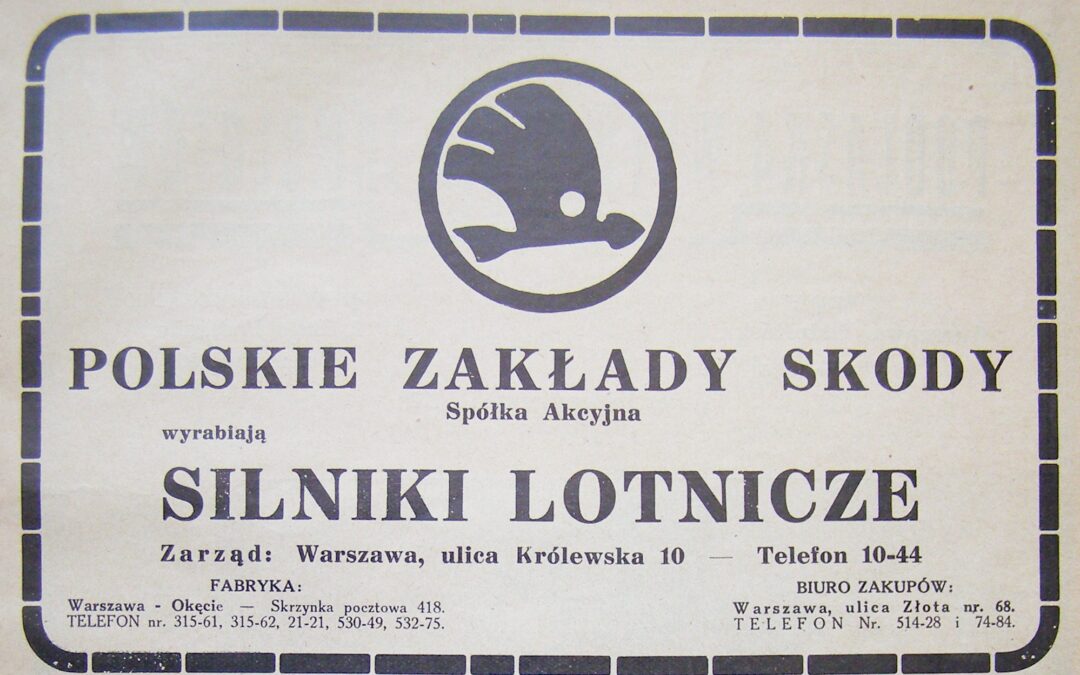 POLSKIE ZAKŁADY SKODY
Spółka Akcyjna
wyrabiają
SILNIKI LOTNICZE
Zarząd: Warszawa, ulica Królewska 10 — Telefon 10-44
FABRYKA:
Warszawa - Okęcie — Skrzynka pocztowa 418.
TELEFON nr. 315-61, 315-62, 21-21, 530-49, 532-75.
BIURO ZAKUPÓW:
Warszawa, ulica Złota nr. 68.
TELEFON Nr. 514-28 i 74-84.